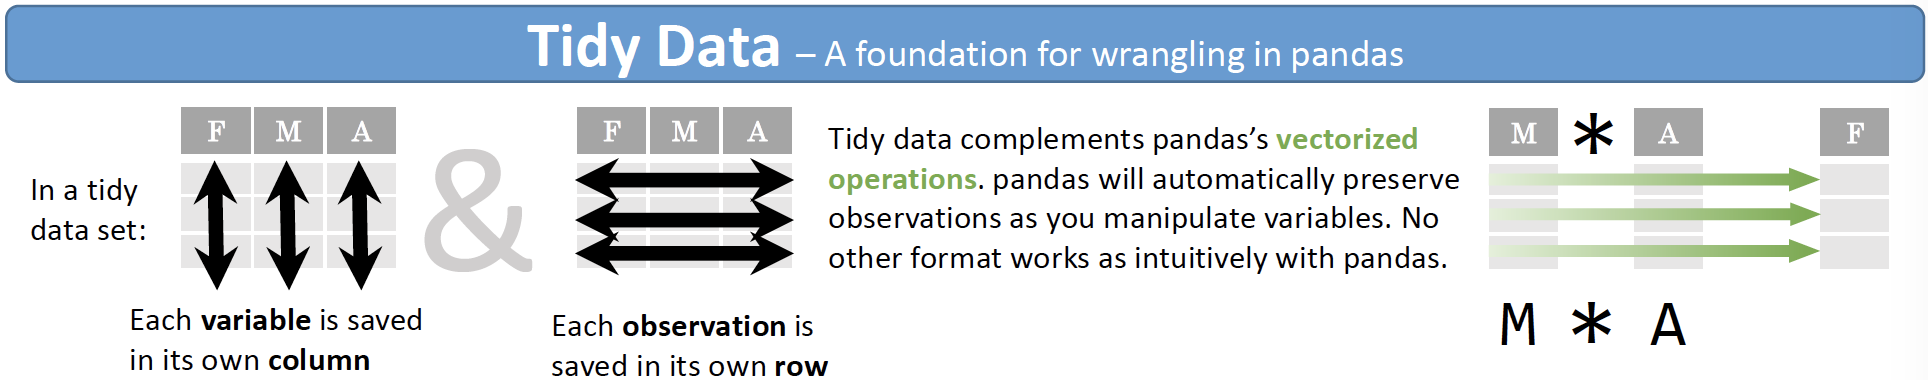 Tidy Data – A foundation for wrangling in pandas
F M A
In a tidy
data set:
Each variable is saved
in its own column
&
F M A
Each observation is
saved in its own row
Tidy data complements pandas’s vectorized
operations. pandas will automatically preserve
observations as you manipulate variables. No
other format works as intuitively with pandas.
M * A F
M * A